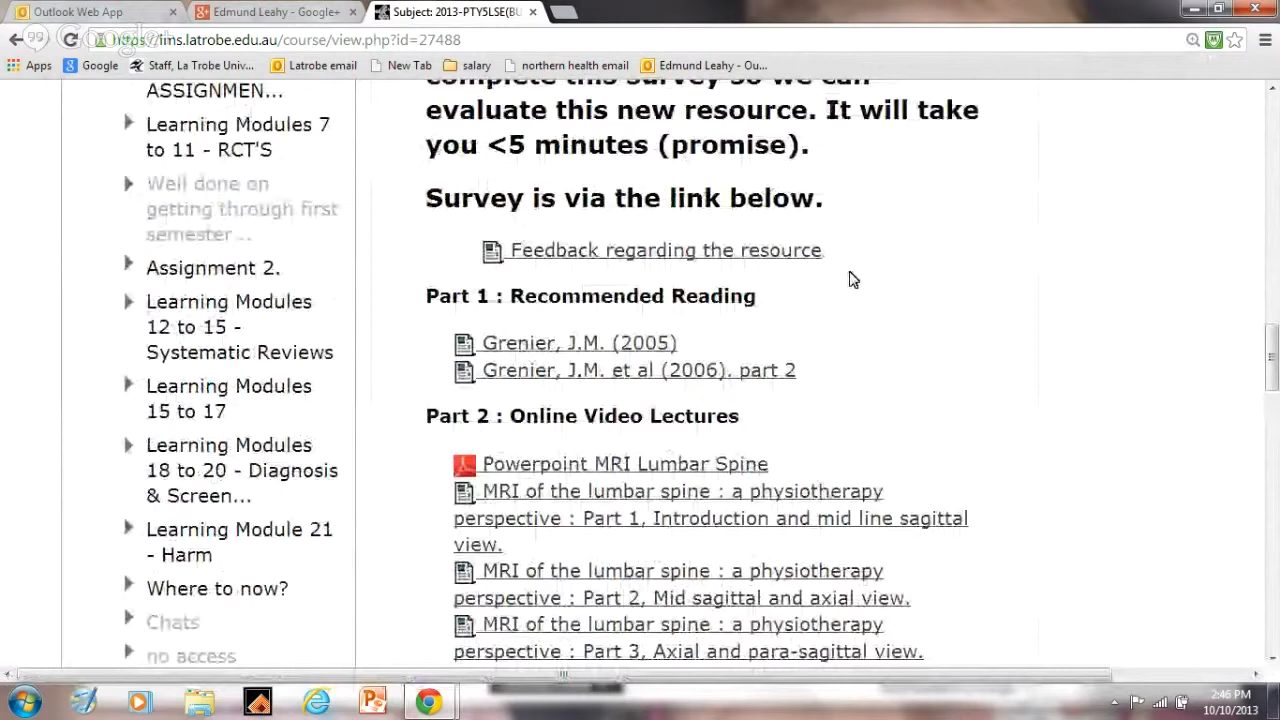 Outlook Web App
Edmund Leahy - Google+
Subject: 2013-PTY5LSE(BU
https://lms.latrobe.edu.au/course/view.php?id=27488
Apps
Google
Staff, La Trobe Univ...
Latrobe email
New Tab
salary
northern health email
Edmund Leahy - Ou...
ASSIGNMEN...
Learning Modules 7
to 11 - RCT'S
Well done on
getting through first
semester ...
Assignment 2.
Learning Modules
12 to 15 -
Systematic Reviews
Learning Modules
15 to 17
Learning Modules
18 to 20 - Diagnosis
& Screen...
Learning Module 21
- Harm
Where to now?
Chats
no access
complete this survey so we can
evaluate this new resource. It will take
you <5 minutes (promise).
Survey is via the link below.
Feedback regarding the resource
Part 1 : Recommended Reading
Grenier, J.M. (2005)
Grenier, J.M. et al (2006). part 2
Part 2 : Online Video Lectures
Powerpoint MRI Lumbar Spine
MRI of the lumbar spine : a physiotherapy
perspective : Part 1, Introduction and mid line sagittal
view.
MRI of the lumbar spine : a physiotherapy
perspective : Part 2, Mid sagittal and axial view.
MRI of the lumbar spine : a physiotherapy
perspective : Part 3, Axial and para-sagittal view.
2:46 PM
10/10/2013